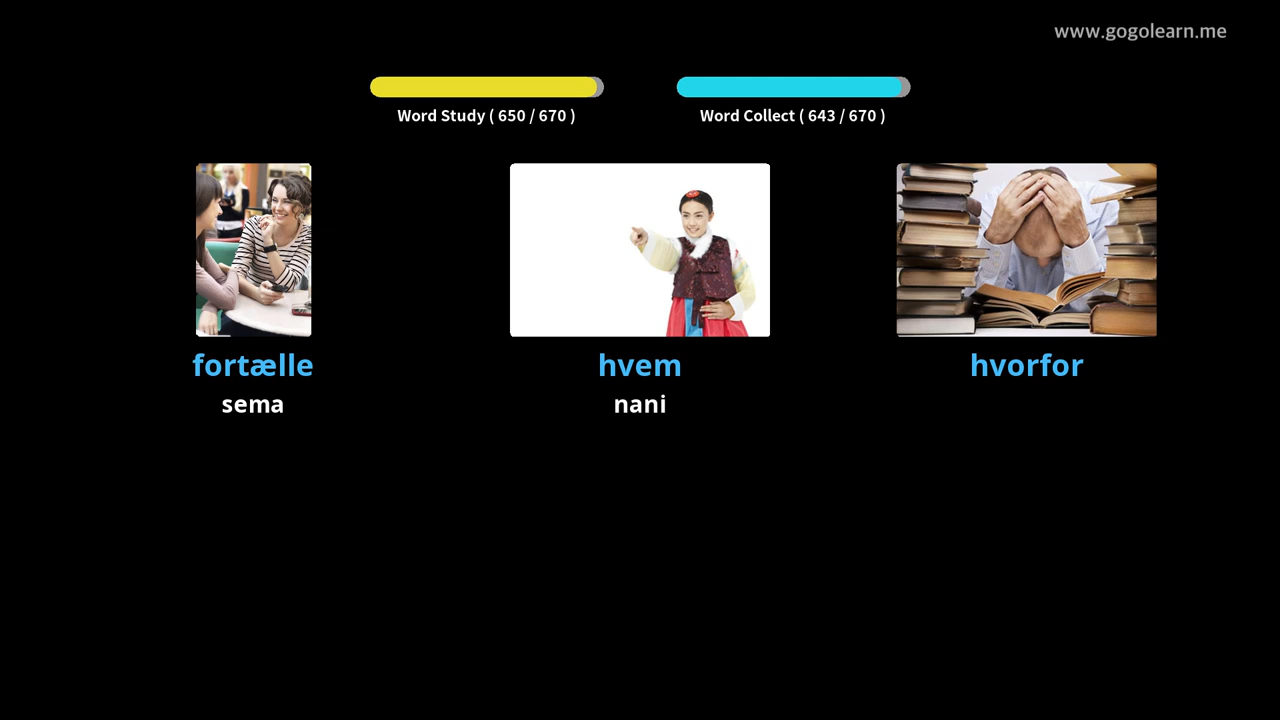 www.gogolearn.me
Word Study ( 650 / 670 )
Word Collect ( 643 / 670 )
fortælle
sema
hvem
nani
hvorfor